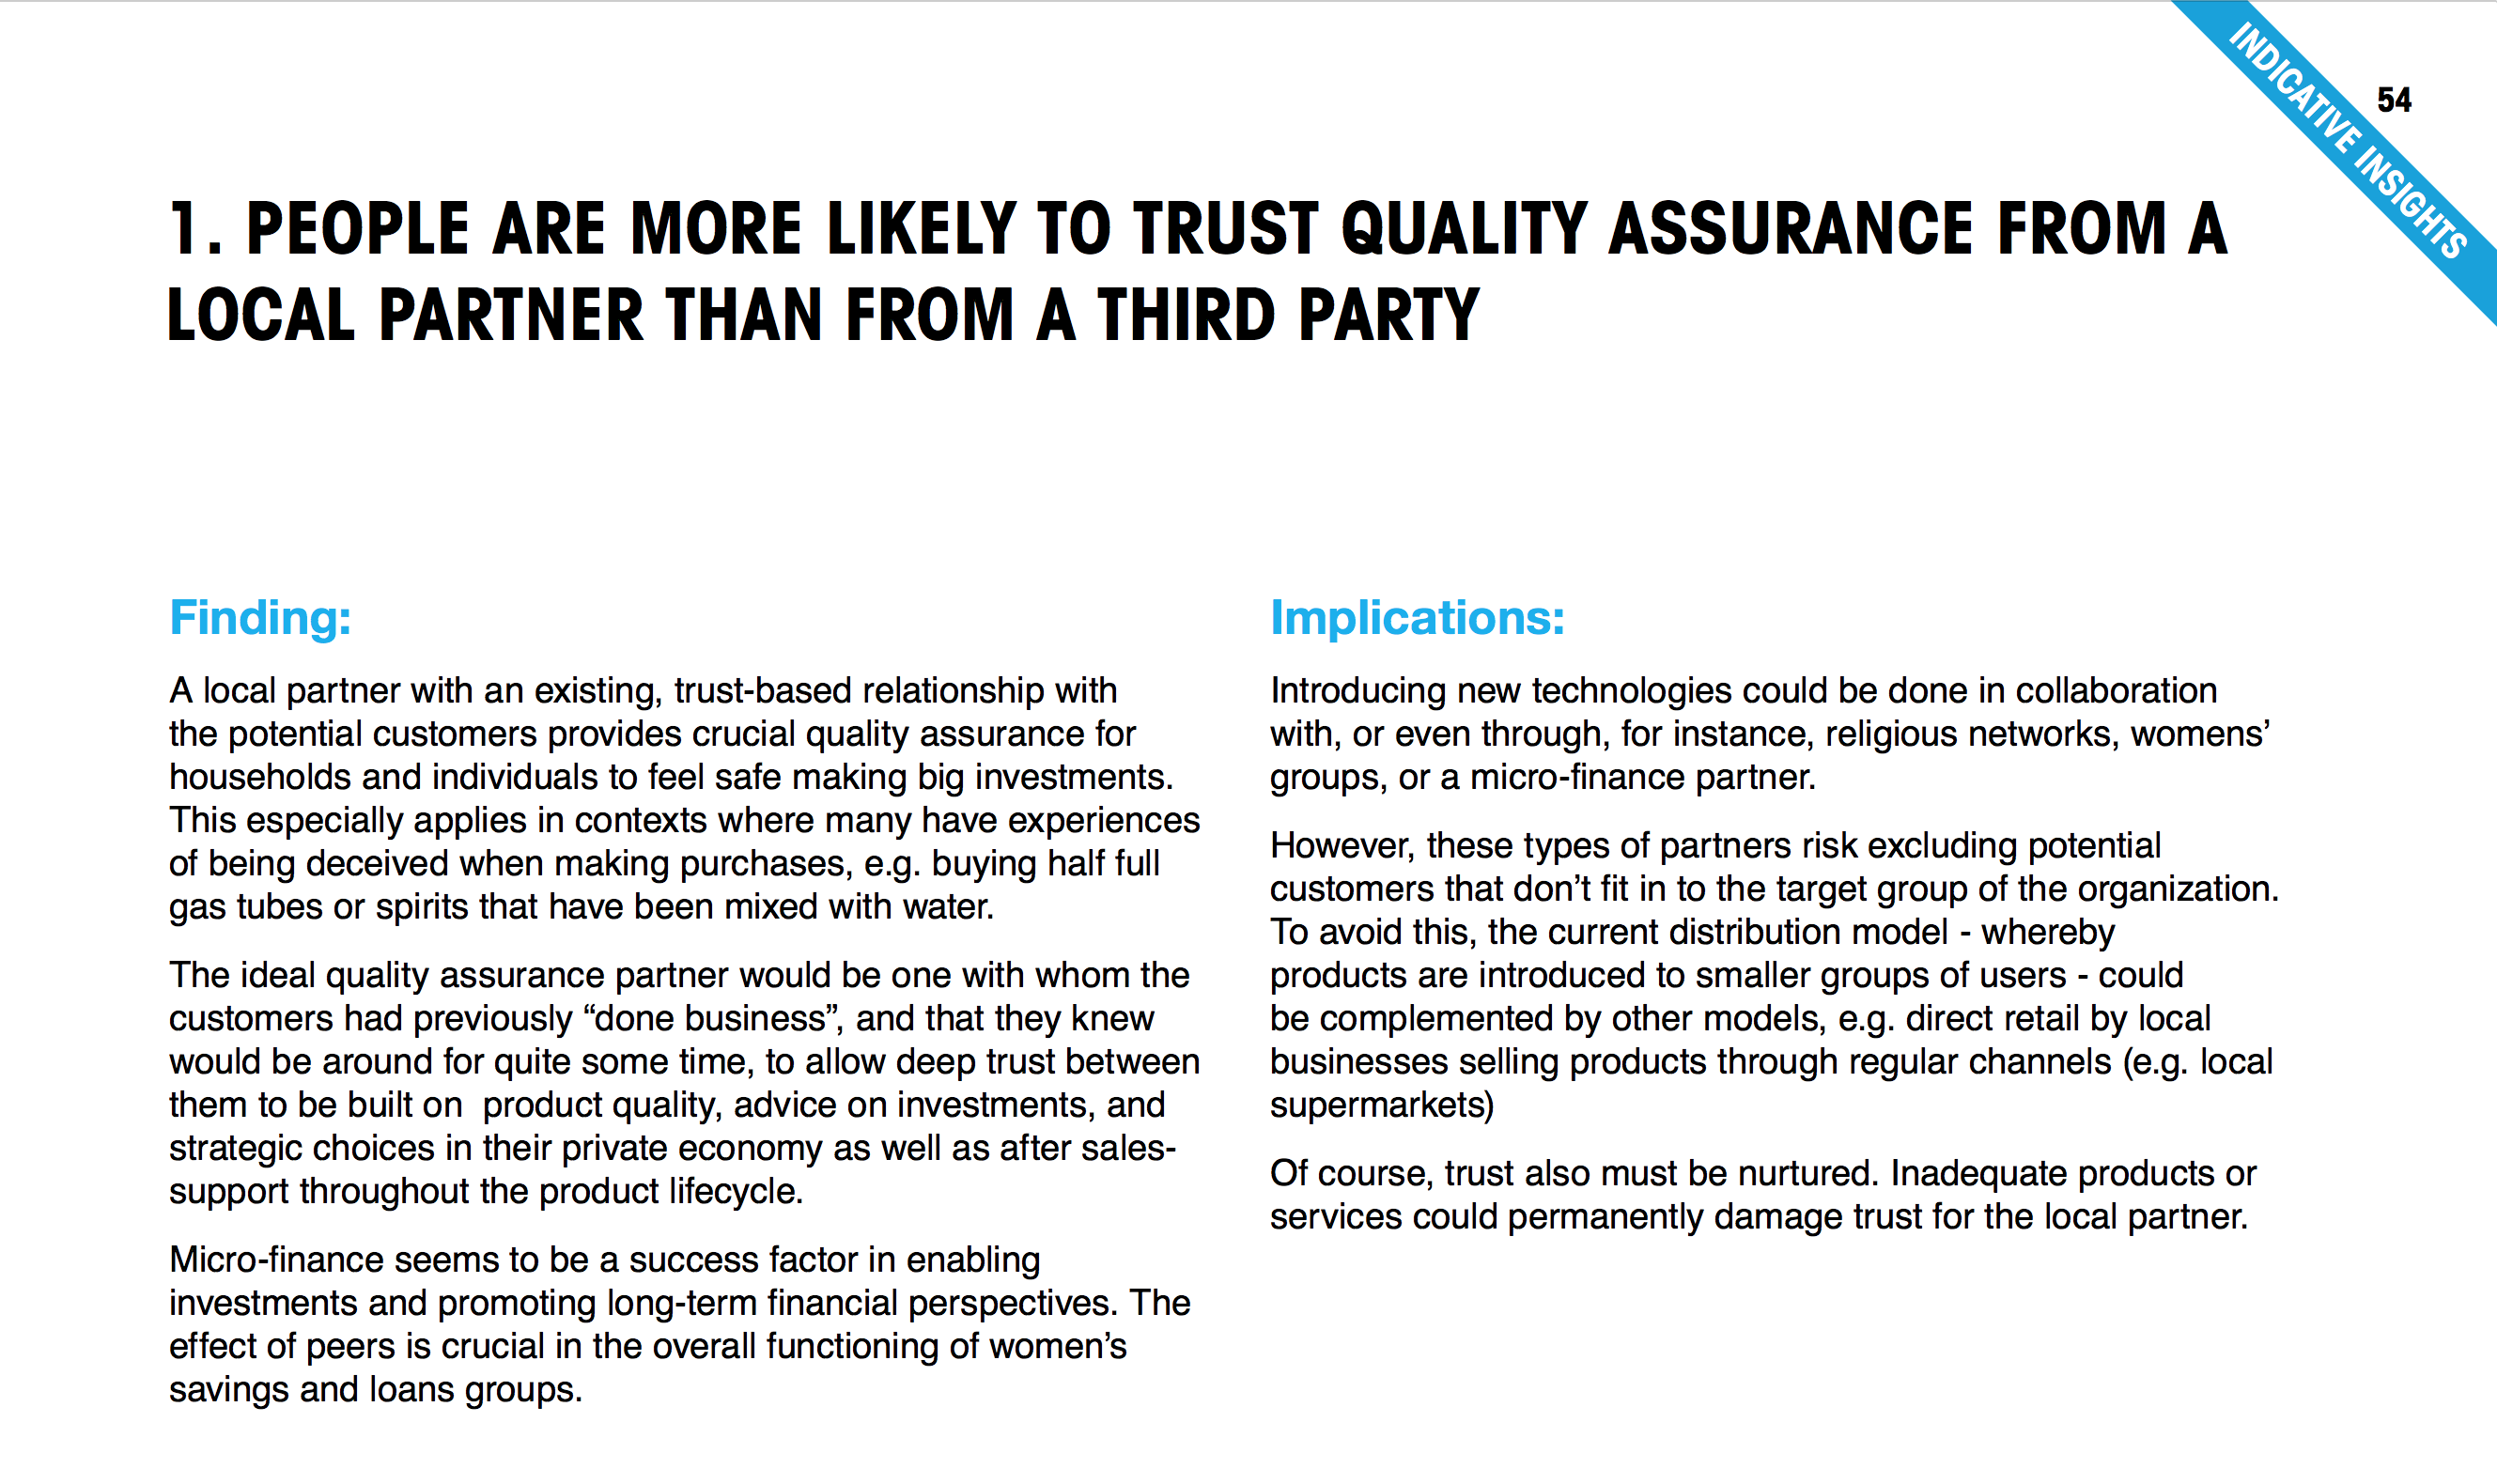 INDICATIVE INSIGHTS
54
1. PEOPLE ARE MORE LIKELY TO TRUST QUALITY ASSURANCE FROM A
LOCAL PARTNER THAN FROM A THIRD PARTY
Finding:
A local partner with an existing, trust-based relationship with
the potential customers provides crucial quality assurance for
households and individuals to feel safe making big investments.
This especially applies in contexts where many have experiences
of being deceived when making purchases, e.g. buying half full
gas tubes or spirits that have been mixed with water.
The ideal quality assurance partner would be one with whom the
customers had previously “done business”, and that they knew
would be around for quite some time, to allow deep trust between
them to be built on  product quality, advice on investments, and
strategic choices in their private economy as well as after sales-
support throughout the product lifecycle.
Micro-finance seems to be a success factor in enabling
investments and promoting long-term financial perspectives. The
effect of peers is crucial in the overall functioning of women’s
savings and loans groups.
Implications:
Introducing new technologies could be done in collaboration
with, or even through, for instance, religious networks, womens’
groups, or a micro-finance partner.
However, these types of partners risk excluding potential
customers that don’t fit in to the target group of the organization.
To avoid this, the current distribution model - whereby
products are introduced to smaller groups of users - could
be complemented by other models, e.g. direct retail by local
businesses selling products through regular channels (e.g. local
supermarkets)
Of course, trust also must be nurtured. Inadequate products or
services could permanently damage trust for the local partner.